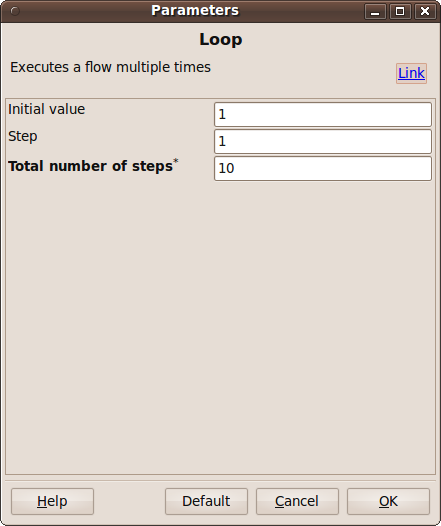 Parameters
Loop
Executes a flow multiple times
Link
Initial value 1
Step 1
Total number of steps* 10
Help Default Cancel OK